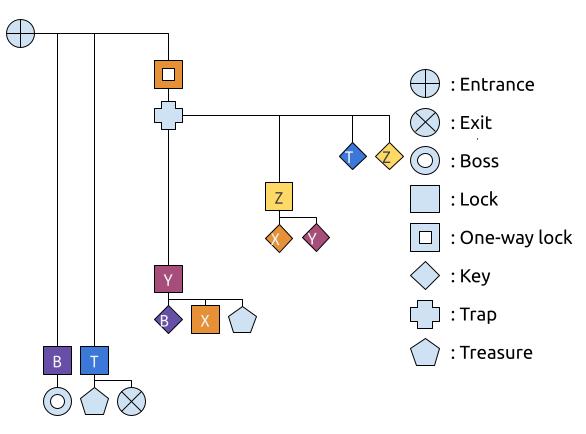 : Entrance
: Exit
: Boss
: Lock
: One-way lock
: Key
: Trap
: Treasure
T Z
Z
X Y
Y
B X
B T